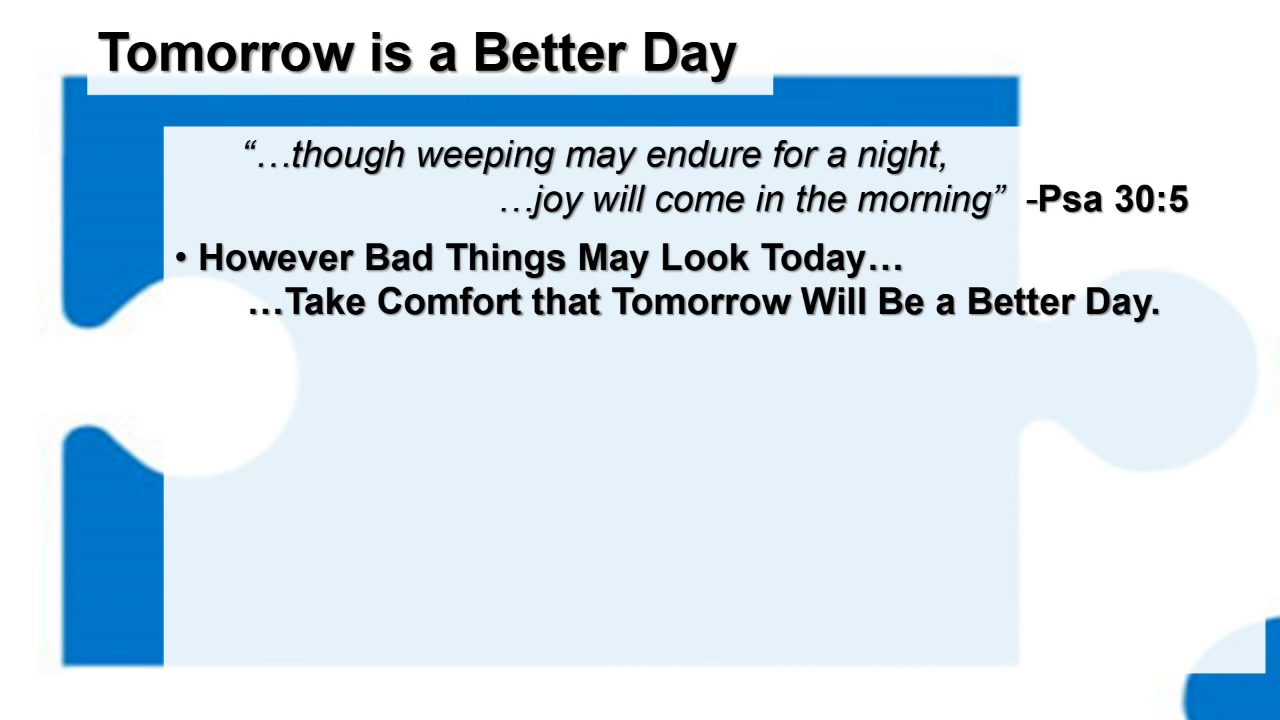 Tomorrow is a Better Day
“…though weeping may endure for a night,
…joy will come in the morning” -Psa 30:5
• However Bad Things May Look Today…
…Take Comfort that Tomorrow Will Be a Better Day.